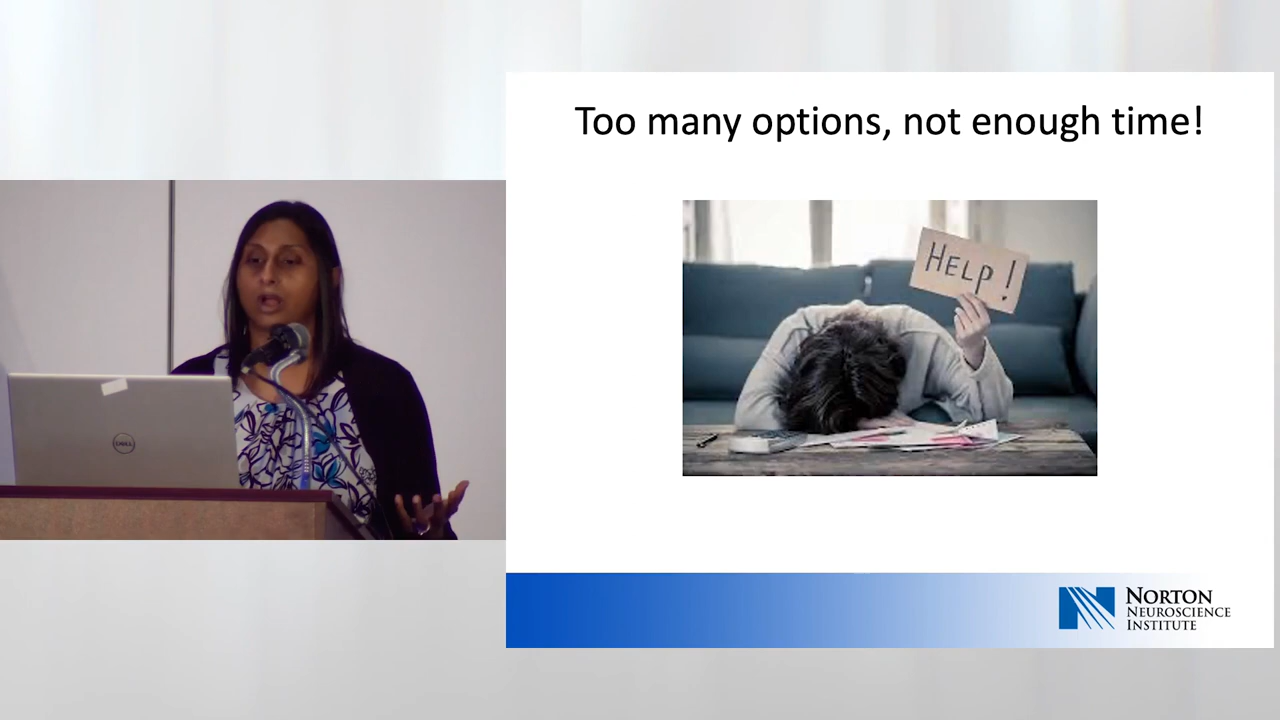 Too many options, not enough time!
HELP!
DELL
NORTON
NEUROSCIENCE
INSTITUTE